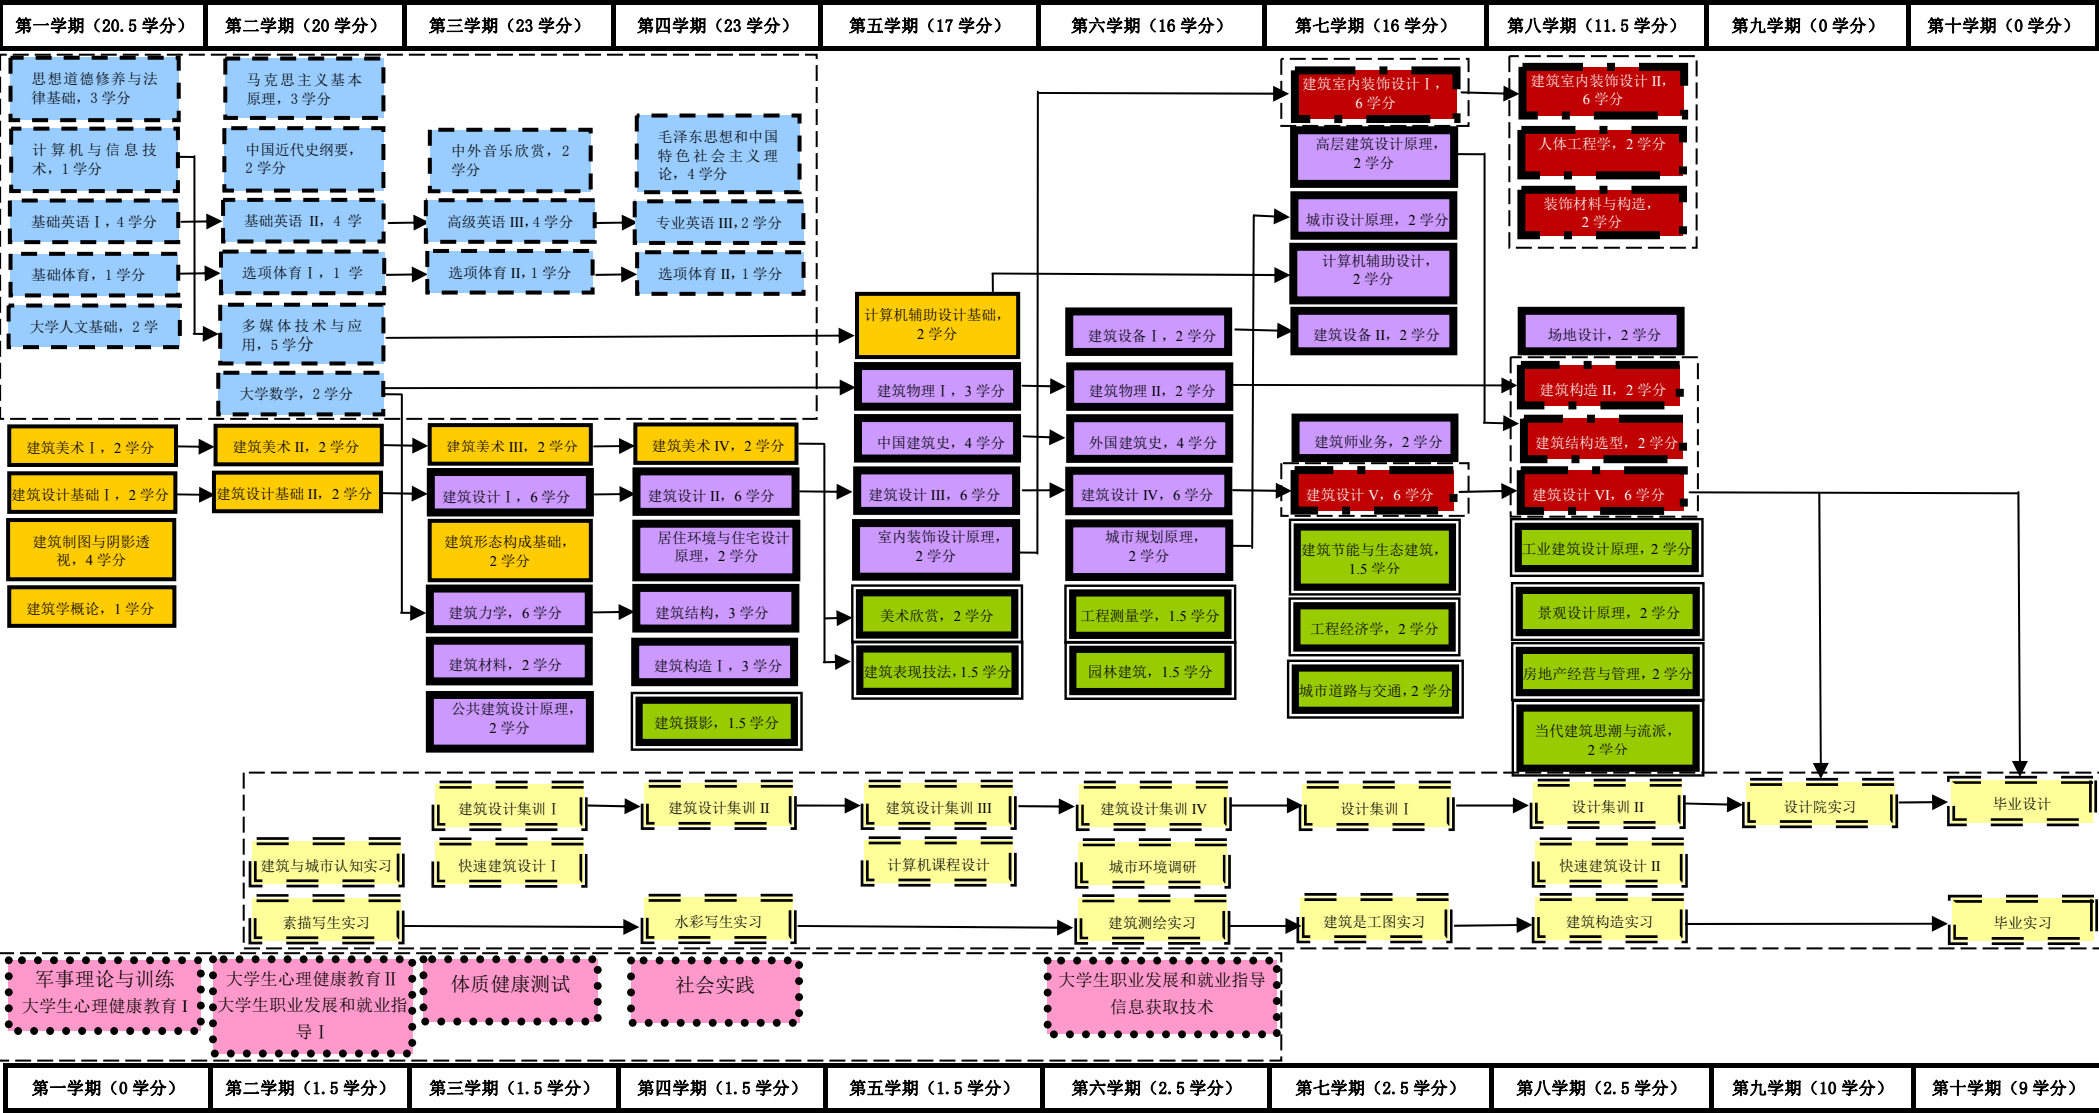 第一学期（20.5 学分）
第二学期（20 学分）
第三学期（23 学分）
第四学期（23 学分）
第五学期（17 学分）
第六学期（16 学分）
第七学期（16 学分）
第八学期（11.5 学分）
第九学期（0 学分）
第十学期（0 学分）
思想道德修养与法
律基础，3 学分
计算机与信息技
术，1 学分
基础英语 I，4 学分
基础体育，1 学分
大学人文基础，2 学
建筑美术 I，2 学分
建筑设计基础 I，2 学分
建筑制图与阴影透
视，4 学分
建筑学概论，1 学分
马克思主义基本
原理，3 学分
中国近代史纲要，
2 学分
基础英语 II，4 学
选项体育 I，1 学
多媒体技术与应
用，5 学分
大学数学，2 学分
建筑美术 II，2 学分
建筑设计基础 II，2 学分
中外音乐欣赏，2
学分
高级英语 III，4 学分
选项体育 II，1 学分
建筑美术 III，2 学分
建筑设计 I，6 学分
建筑形态构成基础，
2 学分
建筑力学，6 学分
建筑材料，2 学分
公共建筑设计原理，
2 学分
毛泽东思想和中国
特色社会主义理
论，4 学分
专业英语 III，2 学分
选项体育 II，1 学分
建筑美术 IV，2 学分
建筑设计 II，6 学分
居住环境与住宅设计
原理，2 学分
建筑结构，3 学分
建筑构造 I，3 学分
建筑摄影，1.5 学分
计算机辅助设计基础，
2 学分
建筑物理 I，3 学分
中国建筑史，4 学分
建筑设计 III，6 学分
室内装饰设计原理，
2 学分
美术欣赏，2 学分
建筑表现技法，1.5 学分
建筑设备 I，2 学分
建筑物理 II，2 学分
外国建筑史，4 学分
建筑设计 IV，6 学分
城市规划原理，
2 学分
工程测量学，1.5 学分
园林建筑，1.5 学分
建筑室内装饰设计 I，
6 学分
高层建筑设计原理，
2 学分
城市设计原理，2 学分
计算机辅助设计，
2 学分
建筑设备 II，2 学分
建筑师业务，2 学分
建筑设计 V，6 学分
建筑节能与生态建筑，
1.5 学分
工程经济学，2 学分
城市道路与交通，2 学分
建筑室内装饰设计 II，
6 学分
人体工程学，2 学分
装饰材料与构造，
2 学分
场地设计，2 学分
建筑构造 II，2 学分
建筑结构选型，2 学分
建筑设计 VI，6 学分
工业建筑设计原理，2 学分
景观设计原理，2 学分
房地产经营与管理，2 学分
当代建筑思潮与流派，
2 学分
建筑设计集训 I
建筑设计集训 II
建筑设计集训 III
建筑设计集训 IV
设计集训 I
设计集训 II
设计院实习
毕业设计
建筑与城市认知实习
快速建筑设计 I
计算机课程设计
城市环境调研
快速建筑设计 II
素描写生实习
水彩写生实习
建筑测绘实习
建筑是工图实习
建筑构造实习
毕业实习
军事理论与训练
大学生心理健康教育 I
大学生心理健康教育 II
大学生职业发展和就业指
导 I
体质健康测试
社会实践
大学生职业发展和就业指导
信息获取技术
第一学期（0 学分）
第二学期（1.5 学分）
第三学期（1.5 学分）
第四学期（1.5 学分）
第五学期（1.5 学分）
第六学期（2.5 学分）
第七学期（2.5 学分）
第八学期（2.5 学分）
第九学期（10 学分）
第十学期（9 学分）